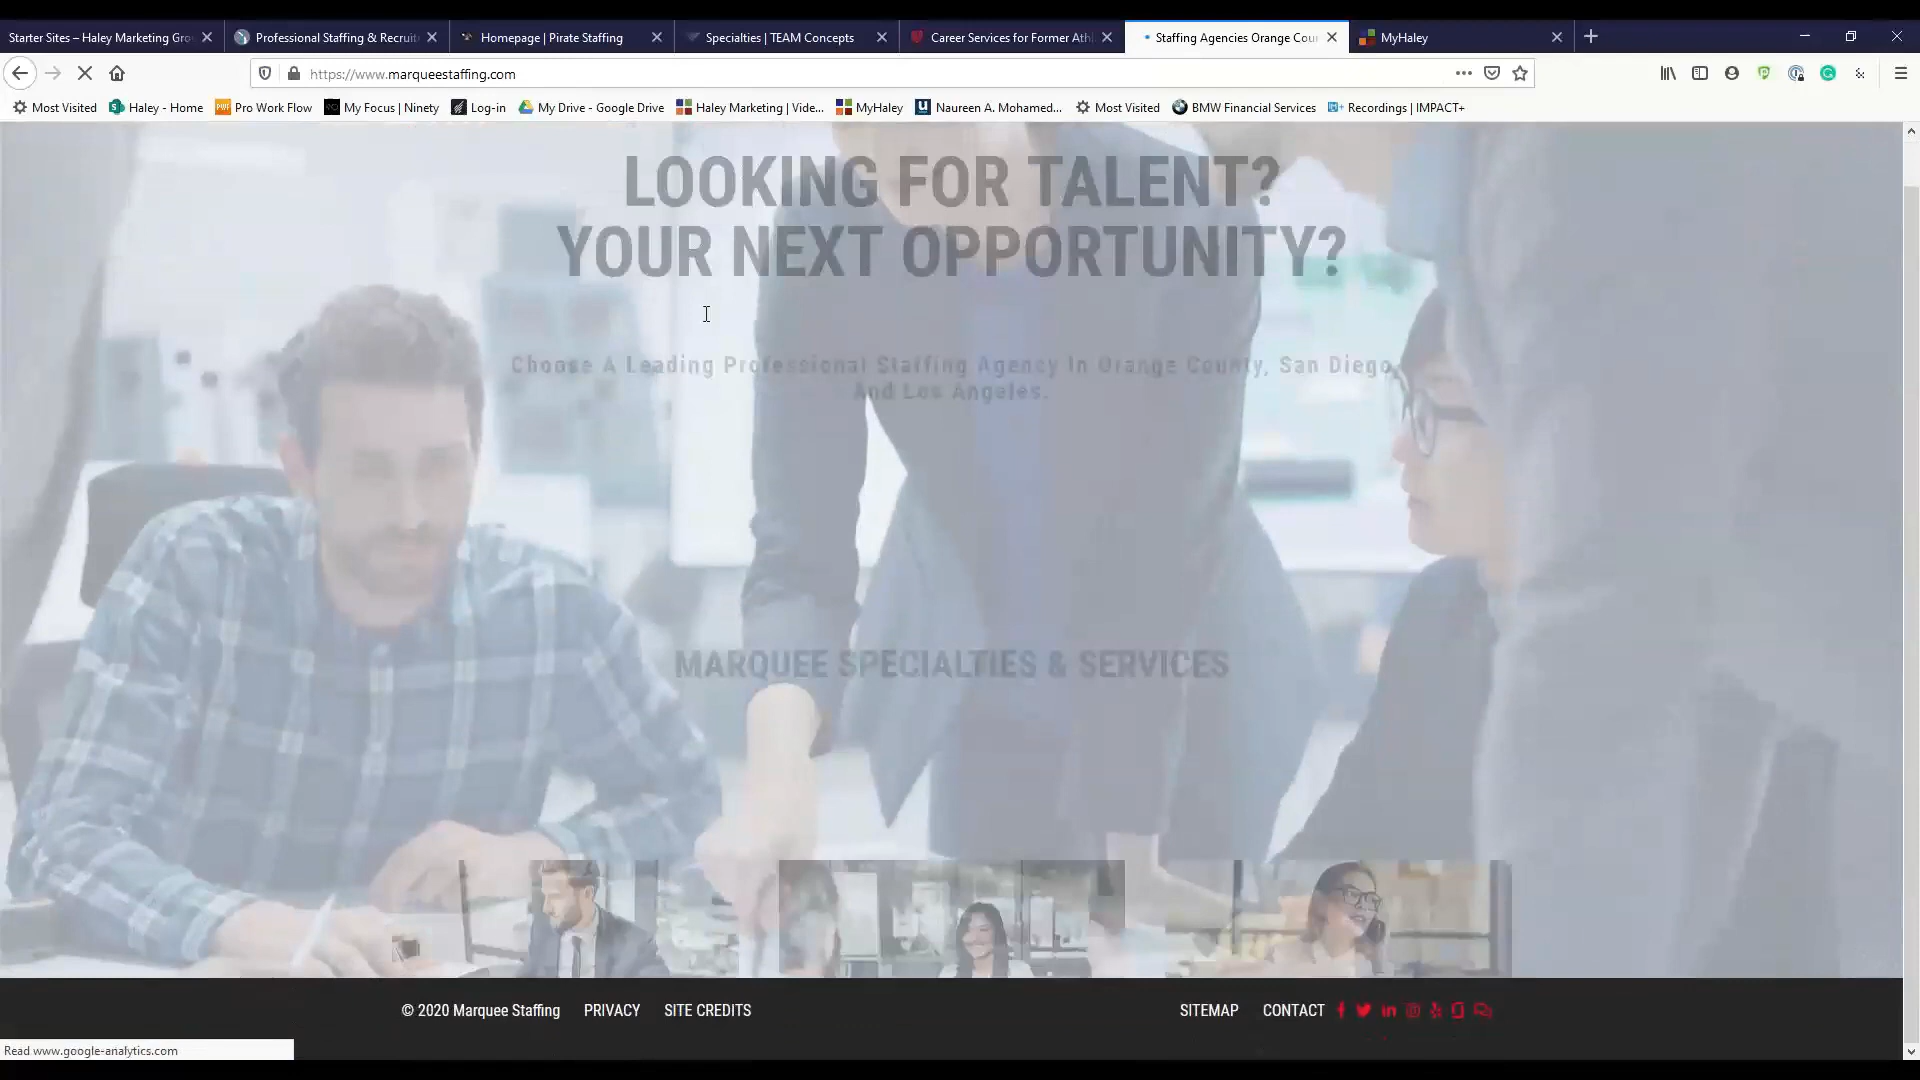 Starter Sites – Haley Marketing Gro
Professional Staffing & Recruit
Homepage | Pirate Staffing
Specialties | TEAM Concepts
Career Services for Former Athl
Staffing Agencies Orange Cou
MyHaley
https://www.marqueestaffing.com
Most Visited
Haley - Home
Pro Work Flow
My Focus | Ninety
Log-in
My Drive - Google Drive
Haley Marketing | Vide...
MyHaley
Naureen A. Mohamed...
Most Visited
BMW Financial Services
Recordings | IMPACT+
LOOKING FOR TALENT?
YOUR NEXT OPPORTUNITY?
Choose A Leading Professional Staffing Agency In Orange County, San Diego,
And Los Angeles.
MARQUEE SPECIALTIES & SERVICES
© 2020 Marquee Staffing
PRIVACY
SITE CREDITS
SITEMAP
CONTACT
Read www.google-analytics.com